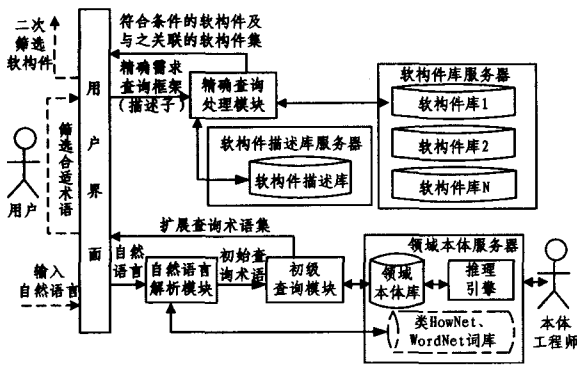 二次
筛选
软构件
符合条件的软构件及
与之关联的软构件集
精确需求
查询框架
(描述子)
精确查询
处理模块
软构件库服务器
软构件库1
软构件库2
软构件库N
软构件描述库服务器
软构件描述库
用户界面
筛选合适术语
用户
扩展查询术语集
输入
自然语言
自然
语言
自然语言
解析模块
初始查
询术语
初级
查询模块
领域本体服务器
领域
本体库
推理
引擎
类HowNet、
WordNet词库
本体
工程师